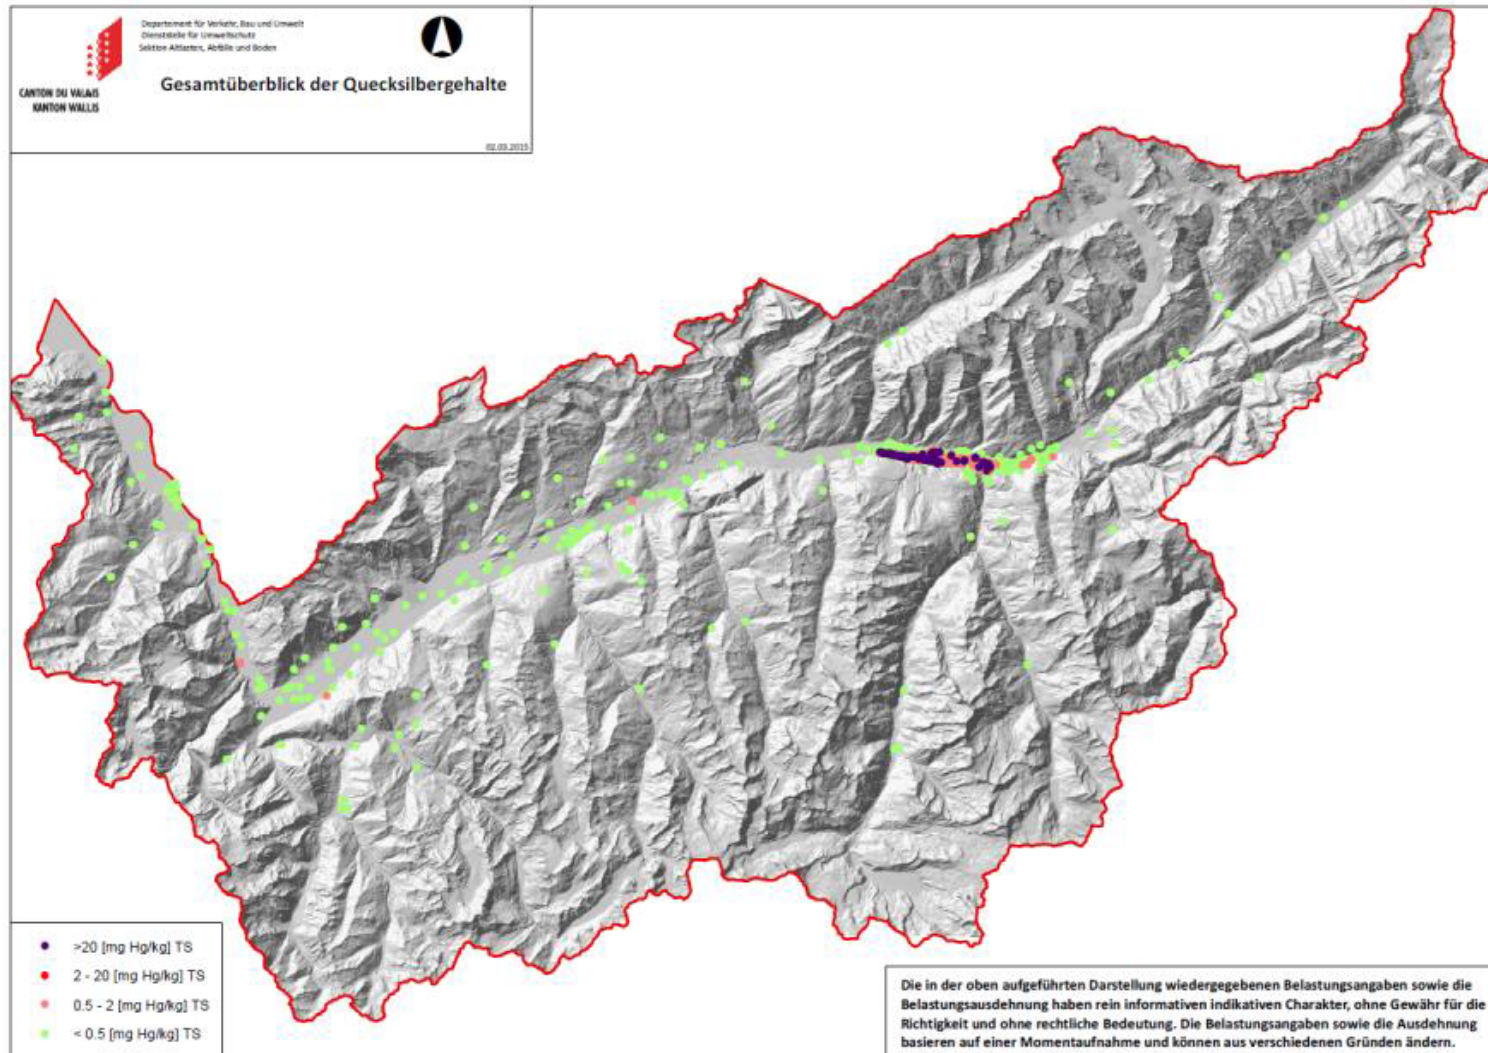 Departement für Verkehr, Bau und Umwelt
Dienststelle für Umweltschutz
Sektion Altlasten, Abfälle und Boden
Gesamtüberblick der Quecksilbergehalte
CANTON DU VALAIS
KANTON WALLIS
02.03.2015
>20 [mg Hg/kg] TS
2 - 20 [mg Hg/kg] TS
0.5 - 2 [mg Hg/kg] TS
< 0.5 [mg Hg/kg] TS
Die in der oben aufgeführten Darstellung wiedergegebenen Belastungsangaben sowie die
Belastungsausdehnung haben rein informativen indikativen Charakter, ohne Gewähr für die
Richtigkeit und ohne rechtliche Bedeutung. Die Belastungsangaben sowie die Ausdehnung
basieren auf einer Momentaufnahme und können aus verschiedenen Gründen ändern.